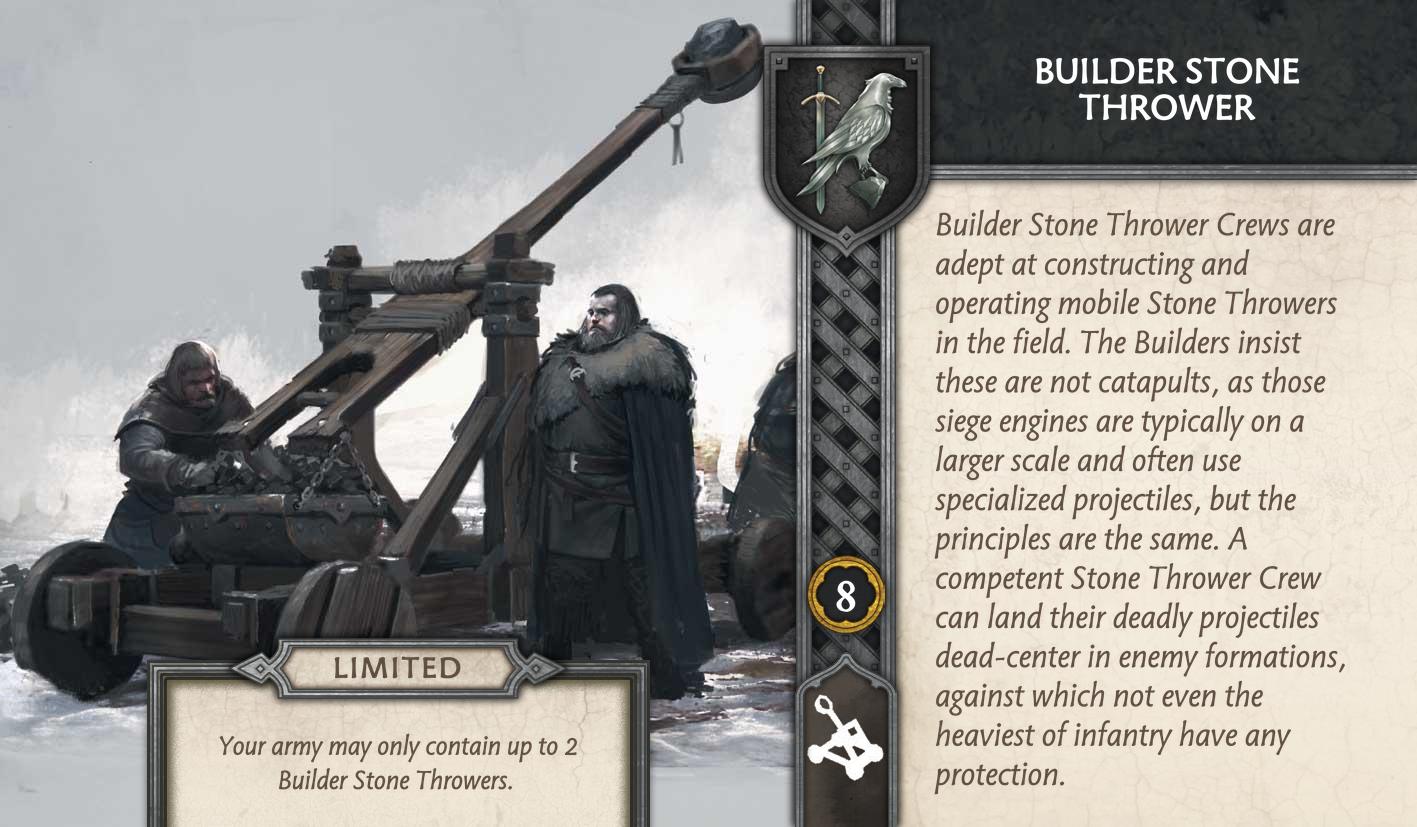 BUILDER STONE
THROWER
Builder Stone Thrower Crews are
adept at constructing and
operating mobile Stone Throwers
in the field. The Builders insist
these are not catapults, as those
siege engines are typically on a
larger scale and often use
specialized projectiles, but the
principles are the same. A
competent Stone Thrower Crew
can land their deadly projectiles
dead-center in enemy formations,
against which not even the
heaviest of infantry have any
protection.
8
LIMITED
Your army may only contain up to 2
Builder Stone Throwers.